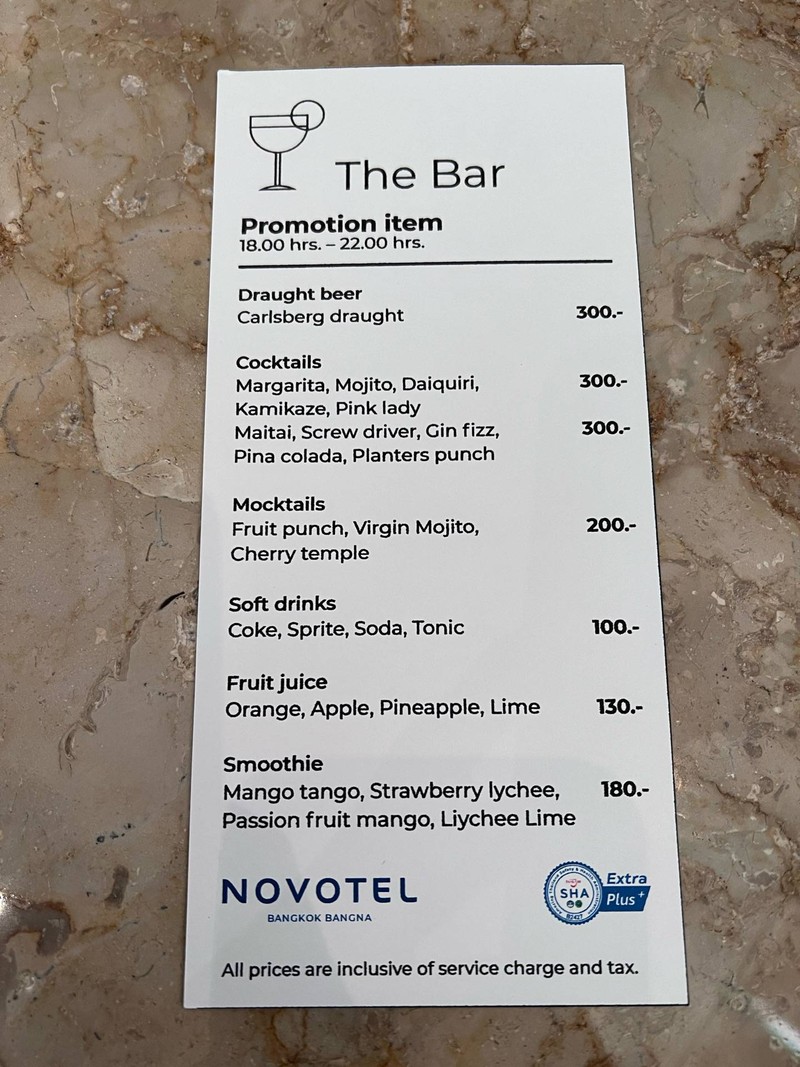 The Bar
Promotion item
18.00 hrs. – 22.00 hrs.
Draught beer
Carlsberg draught 300.-
Cocktails
Margarita, Mojito, Daiquiri, 300.-
Kamikaze, Pink lady
Maitai, Screw driver, Gin fizz, 300.-
Pina colada, Planters punch
Mocktails
Fruit punch, Virgin Mojito, 200.-
Cherry temple
Soft drinks
Coke, Sprite, Soda, Tonic 100.-
Fruit juice
Orange, Apple, Pineapple, Lime 130.-
Smoothie
Mango tango, Strawberry lychee, 180.-
Passion fruit mango, Liychee Lime
NOVOTEL
BANGKOK BANGNA
SHA
Extra
Plus+
All prices are inclusive of service charge and tax.